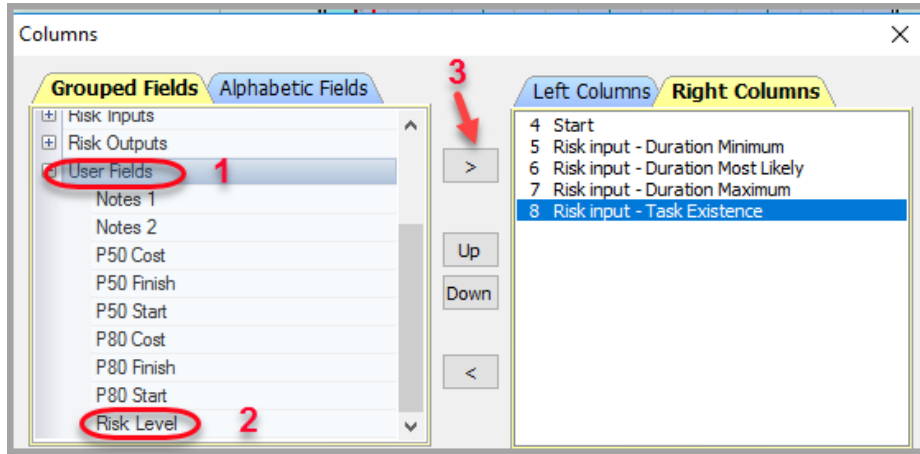 Columns
Grouped Fields Alphabetic Fields
3
Left Columns Right Columns
Risk Inputs
Risk Outputs
User Fields 1
Notes 1
Notes 2
P50 Cost
P50 Finish
P50 Start
P80 Cost
P80 Finish
P80 Start
Risk Level 2
>
Up
Down
<
4 Start
5 Risk input - Duration Minimum
6 Risk input - Duration Most Likely
7 Risk input - Duration Maximum
8 Risk input - Task Existence